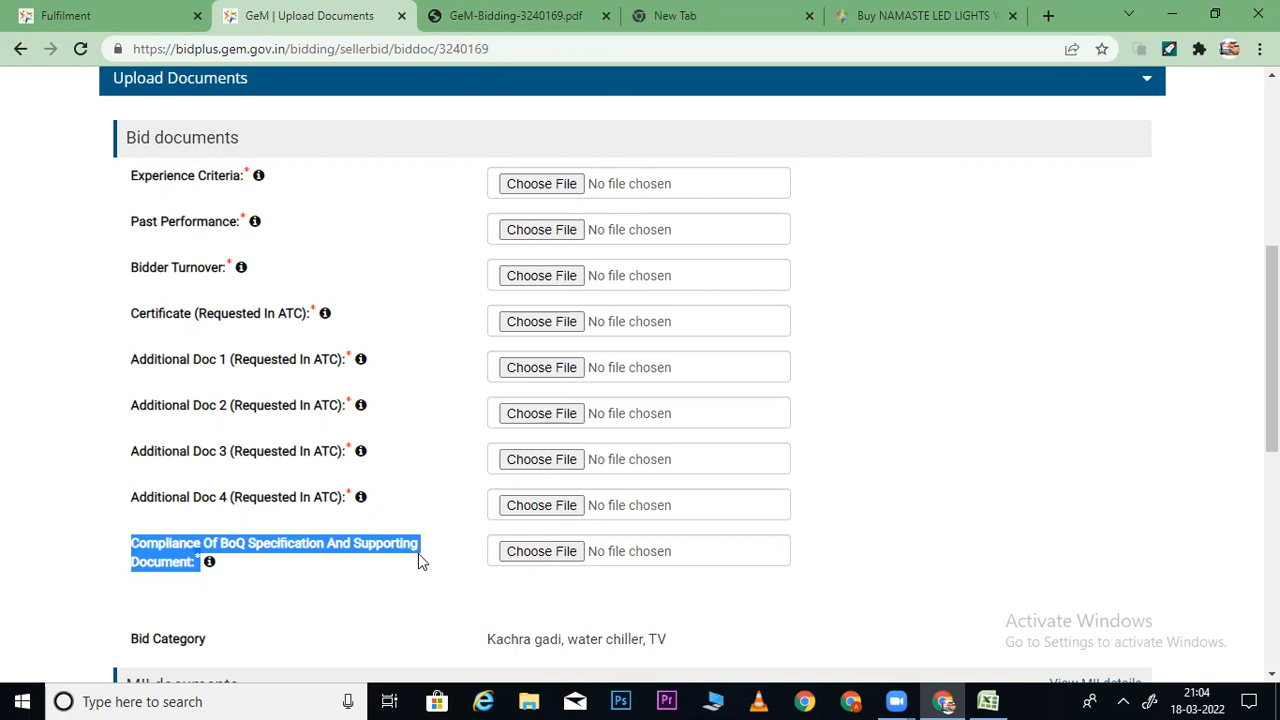 Fulfilment
GeM | Upload Documents
GeM-Bidding-3240169.pdf
New Tab
Buy NAMASTE LED LIGHTS
https://bidplus.gem.gov.in/bidding/sellerbid/biddoc/3240169
Upload Documents
Bid documents
Experience Criteria:*
Choose File No file chosen
Past Performance:*
Choose File No file chosen
Bidder Turnover:*
Choose File No file chosen
Certificate (Requested In ATC):*
Choose File No file chosen
Additional Doc 1 (Requested In ATC):*
Choose File No file chosen
Additional Doc 2 (Requested In ATC):*
Choose File No file chosen
Additional Doc 3 (Requested In ATC):*
Choose File No file chosen
Additional Doc 4 (Requested In ATC):*
Choose File No file chosen
Compliance Of BoQ Specification And Supporting
Document:*
Choose File No file chosen
Activate Windows
Go to Settings to activate Windows.
Bid Category
Kachra gadi, water chiller, TV
MII documents
View MII details
Type here to search
21:04
18-03-2022